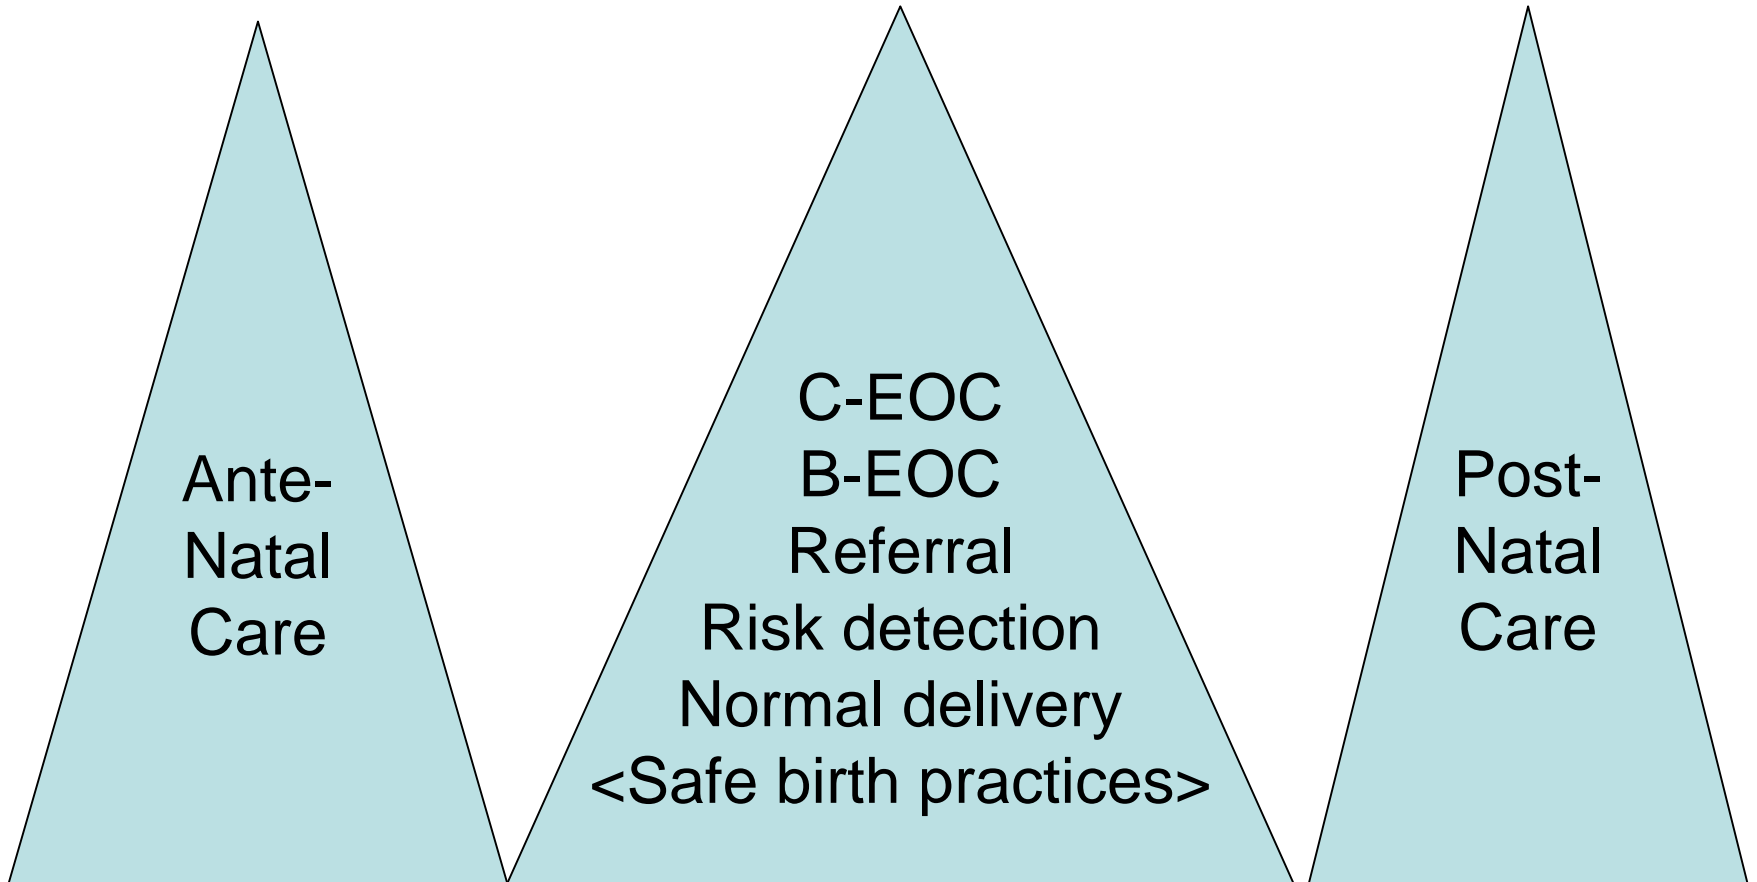 Ante-
Natal
Care
C-EOC
B-EOC
Referral
Risk detection
Normal delivery
<Safe birth practices>
Post-
Natal
Care